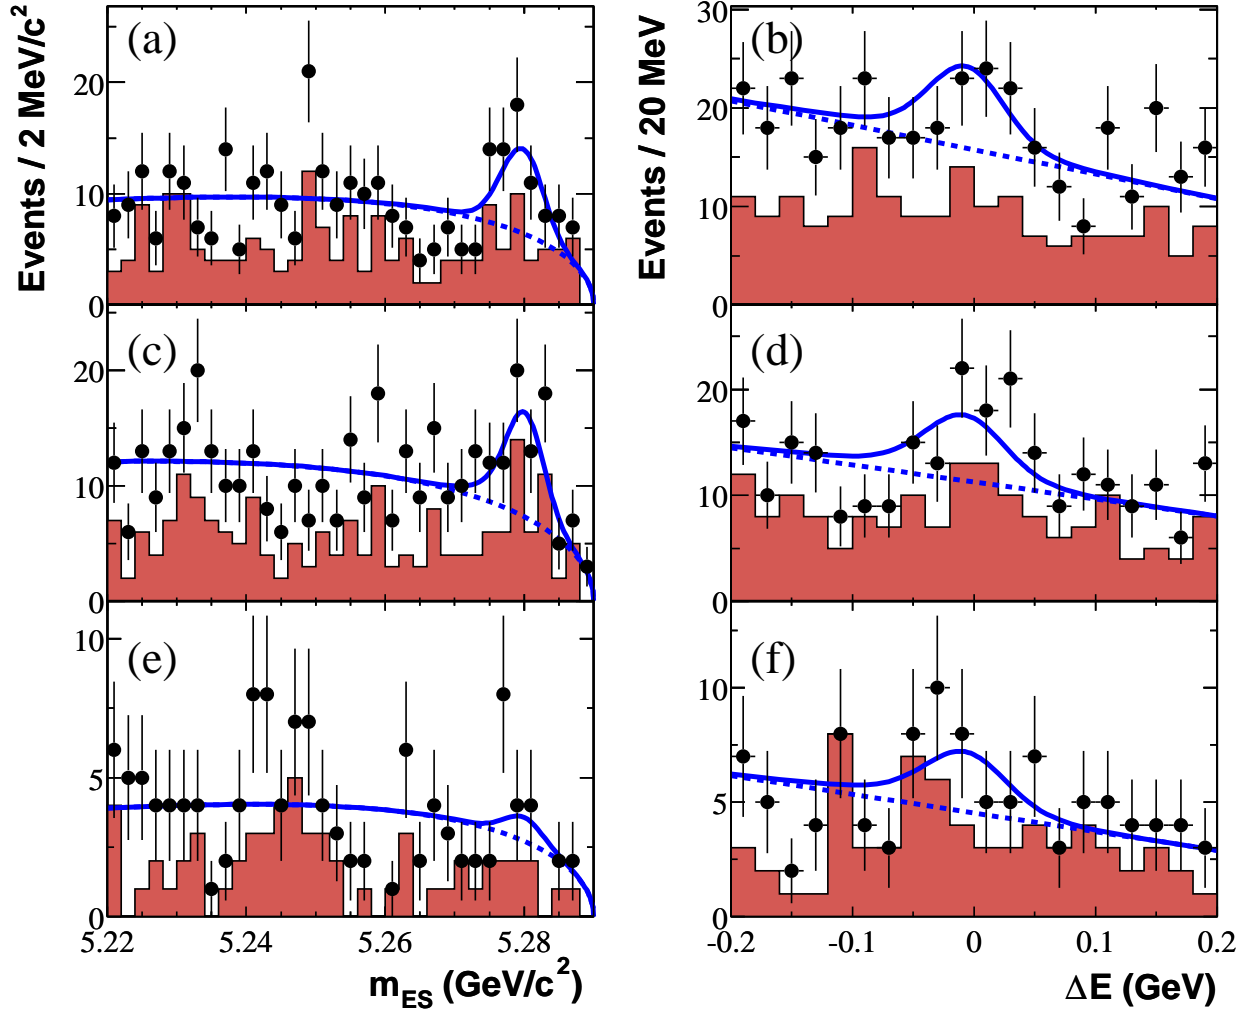 (a)
Events / 2 MeV/c²
20
10
0
(b)
Events / 20 MeV
30
20
10
0
(c)
20
10
0
(d)
20
10
0
(e)
10
5
0
5.22 5.24 5.26 5.28
m_ES (GeV/c²)
(f)
10
5
0
-0.2 -0.1 0 0.1 0.2
ΔE (GeV)